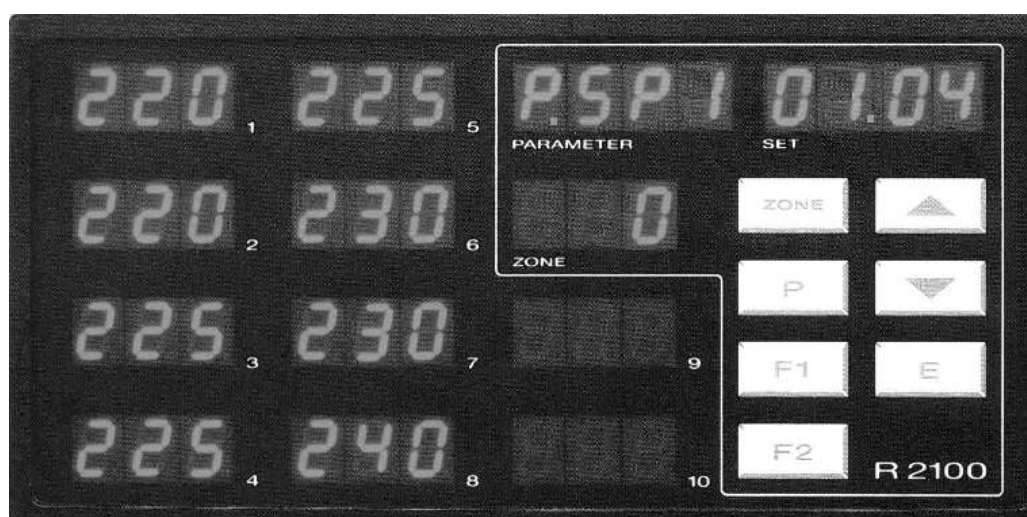 220 1 225 5 P.SP1 01.04
PARAMETER SET
220 2 230 6 0 ZONE
ZONE
P
225 3 230 7 9
F1 E
225 4 240 8 10
F2
R 2100